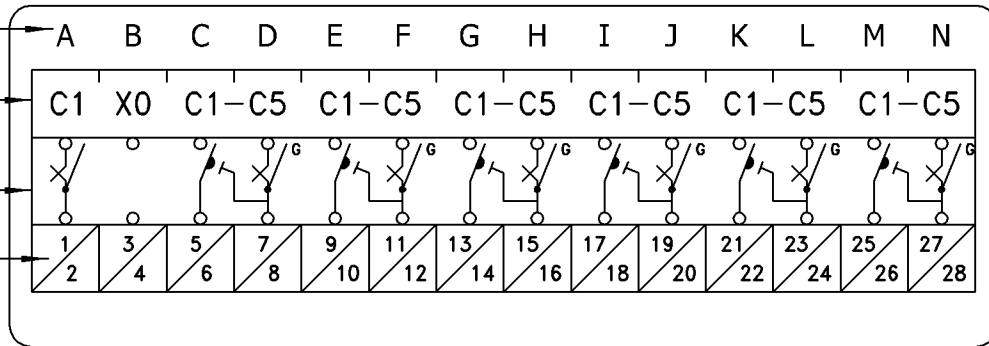 A B C D E F G H I J K L M N
C1 X0 C1-C5 C1-C5 C1-C5 C1-C5 C1-C5 C1-C5
G G G G G G
1 3 5 7 9 11 13 15 17 19 21 23 25 27
2 4 6 8 10 12 14 16 18 20 22 24 26 28